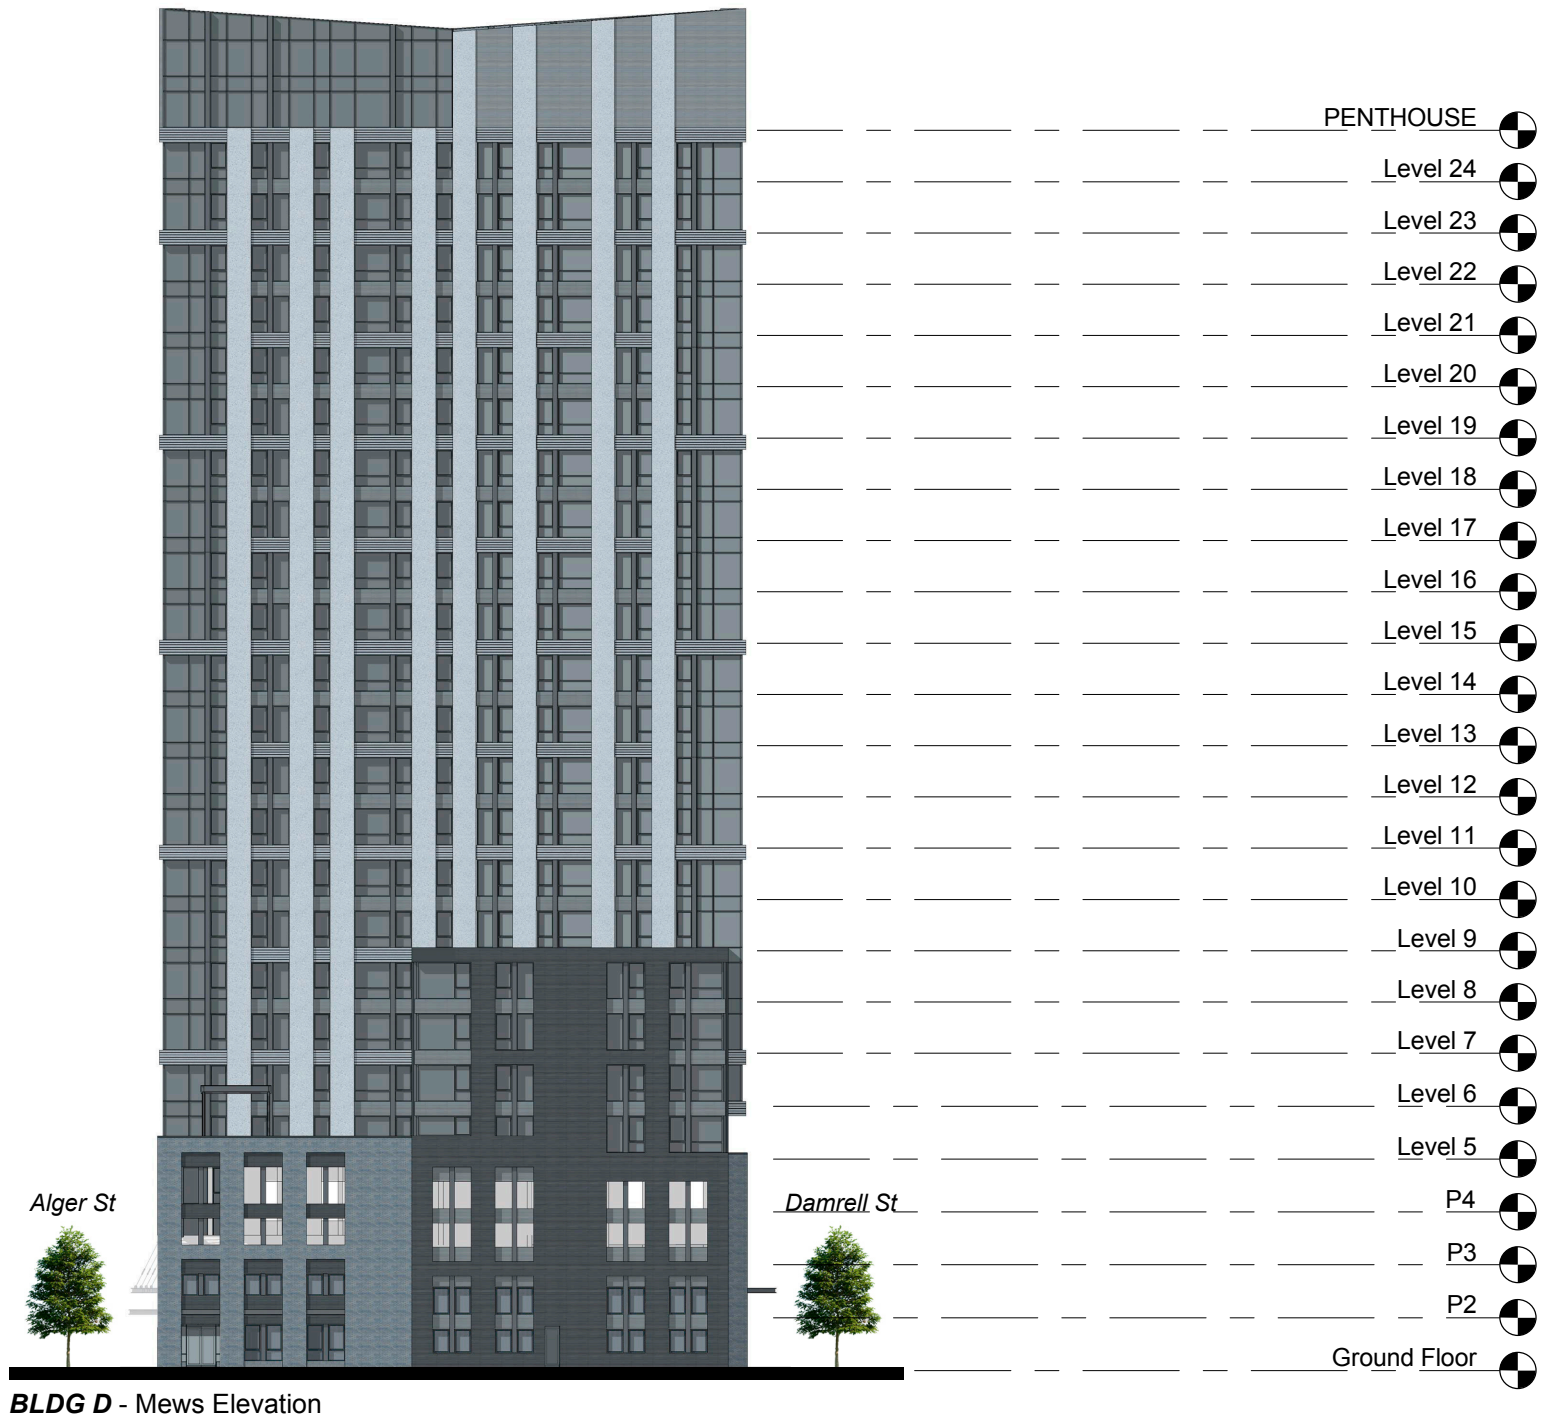 PENTHOUSE
Level 24
Level 23
Level 22
Level 21
Level 20
Level 19
Level 18
Level 17
Level 16
Level 15
Level 14
Level 13
Level 12
Level 11
Level 10
Level 9
Level 8
Level 7
Level 6
Level 5
Alger St
Damrell St
P4
P3
P2
Ground Floor
BLDG D - Mews Elevation